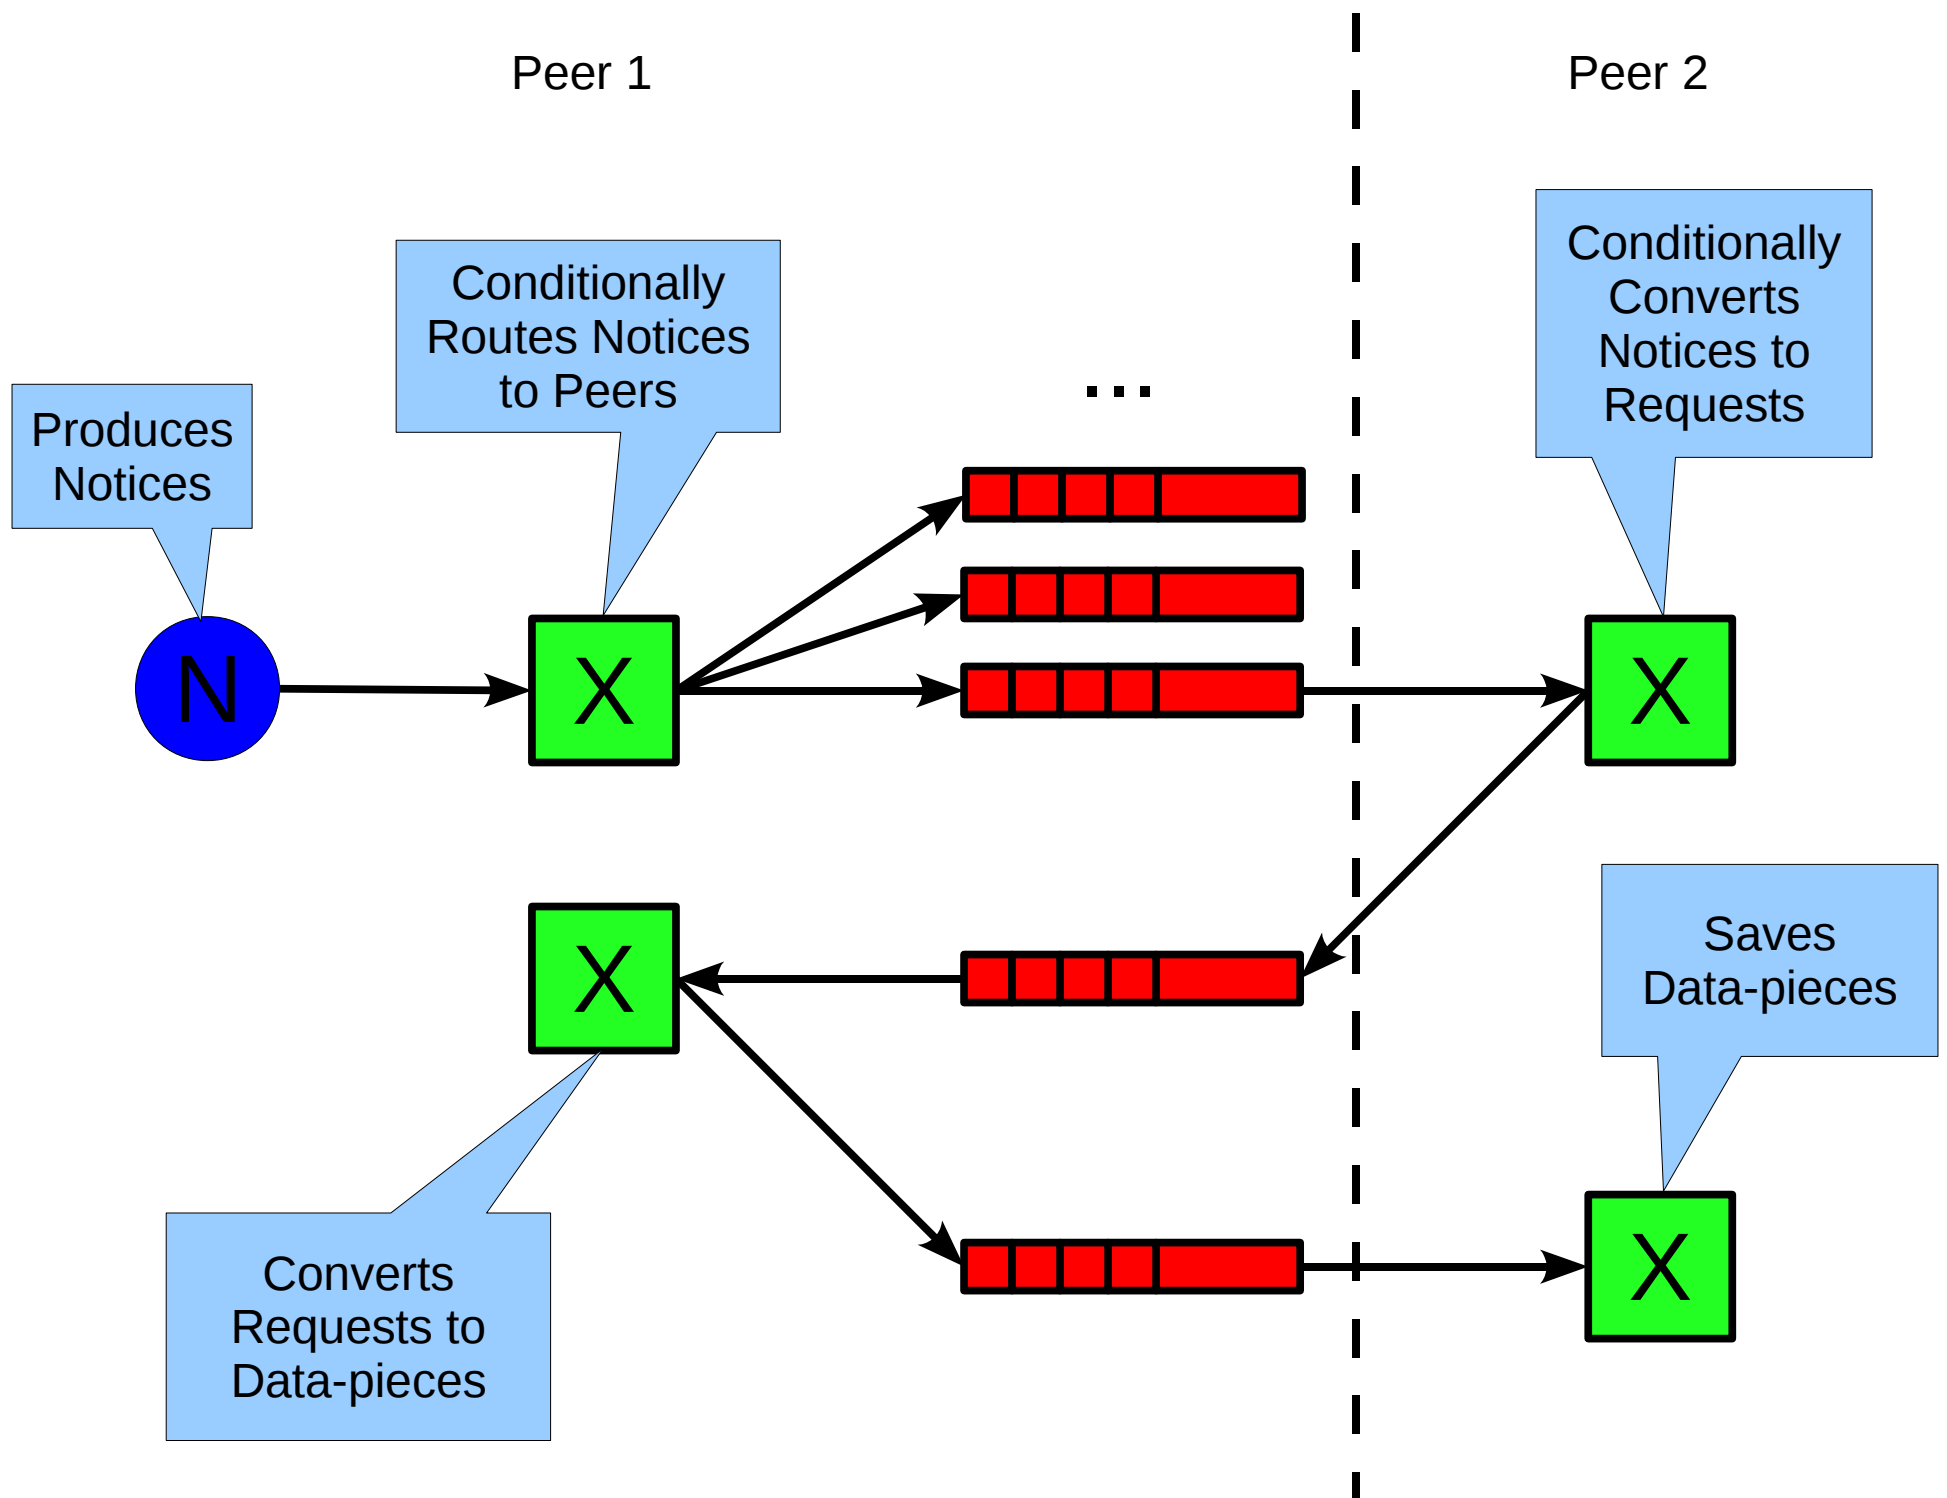 Peer 1
Peer 2
Conditionally
Routes Notices
to Peers
Conditionally
Converts
Notices to
Requests
Produces
Notices
...
N
X
X
X
Saves
Data-pieces
Converts
Requests to
Data-pieces
X